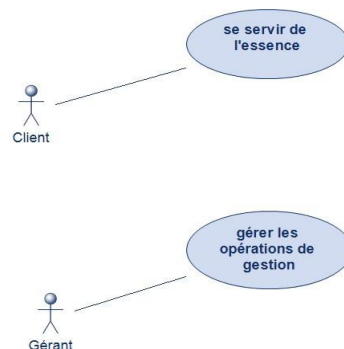 se servir de
l'essence
Client
gérer les
opérations de
gestion
Gérant